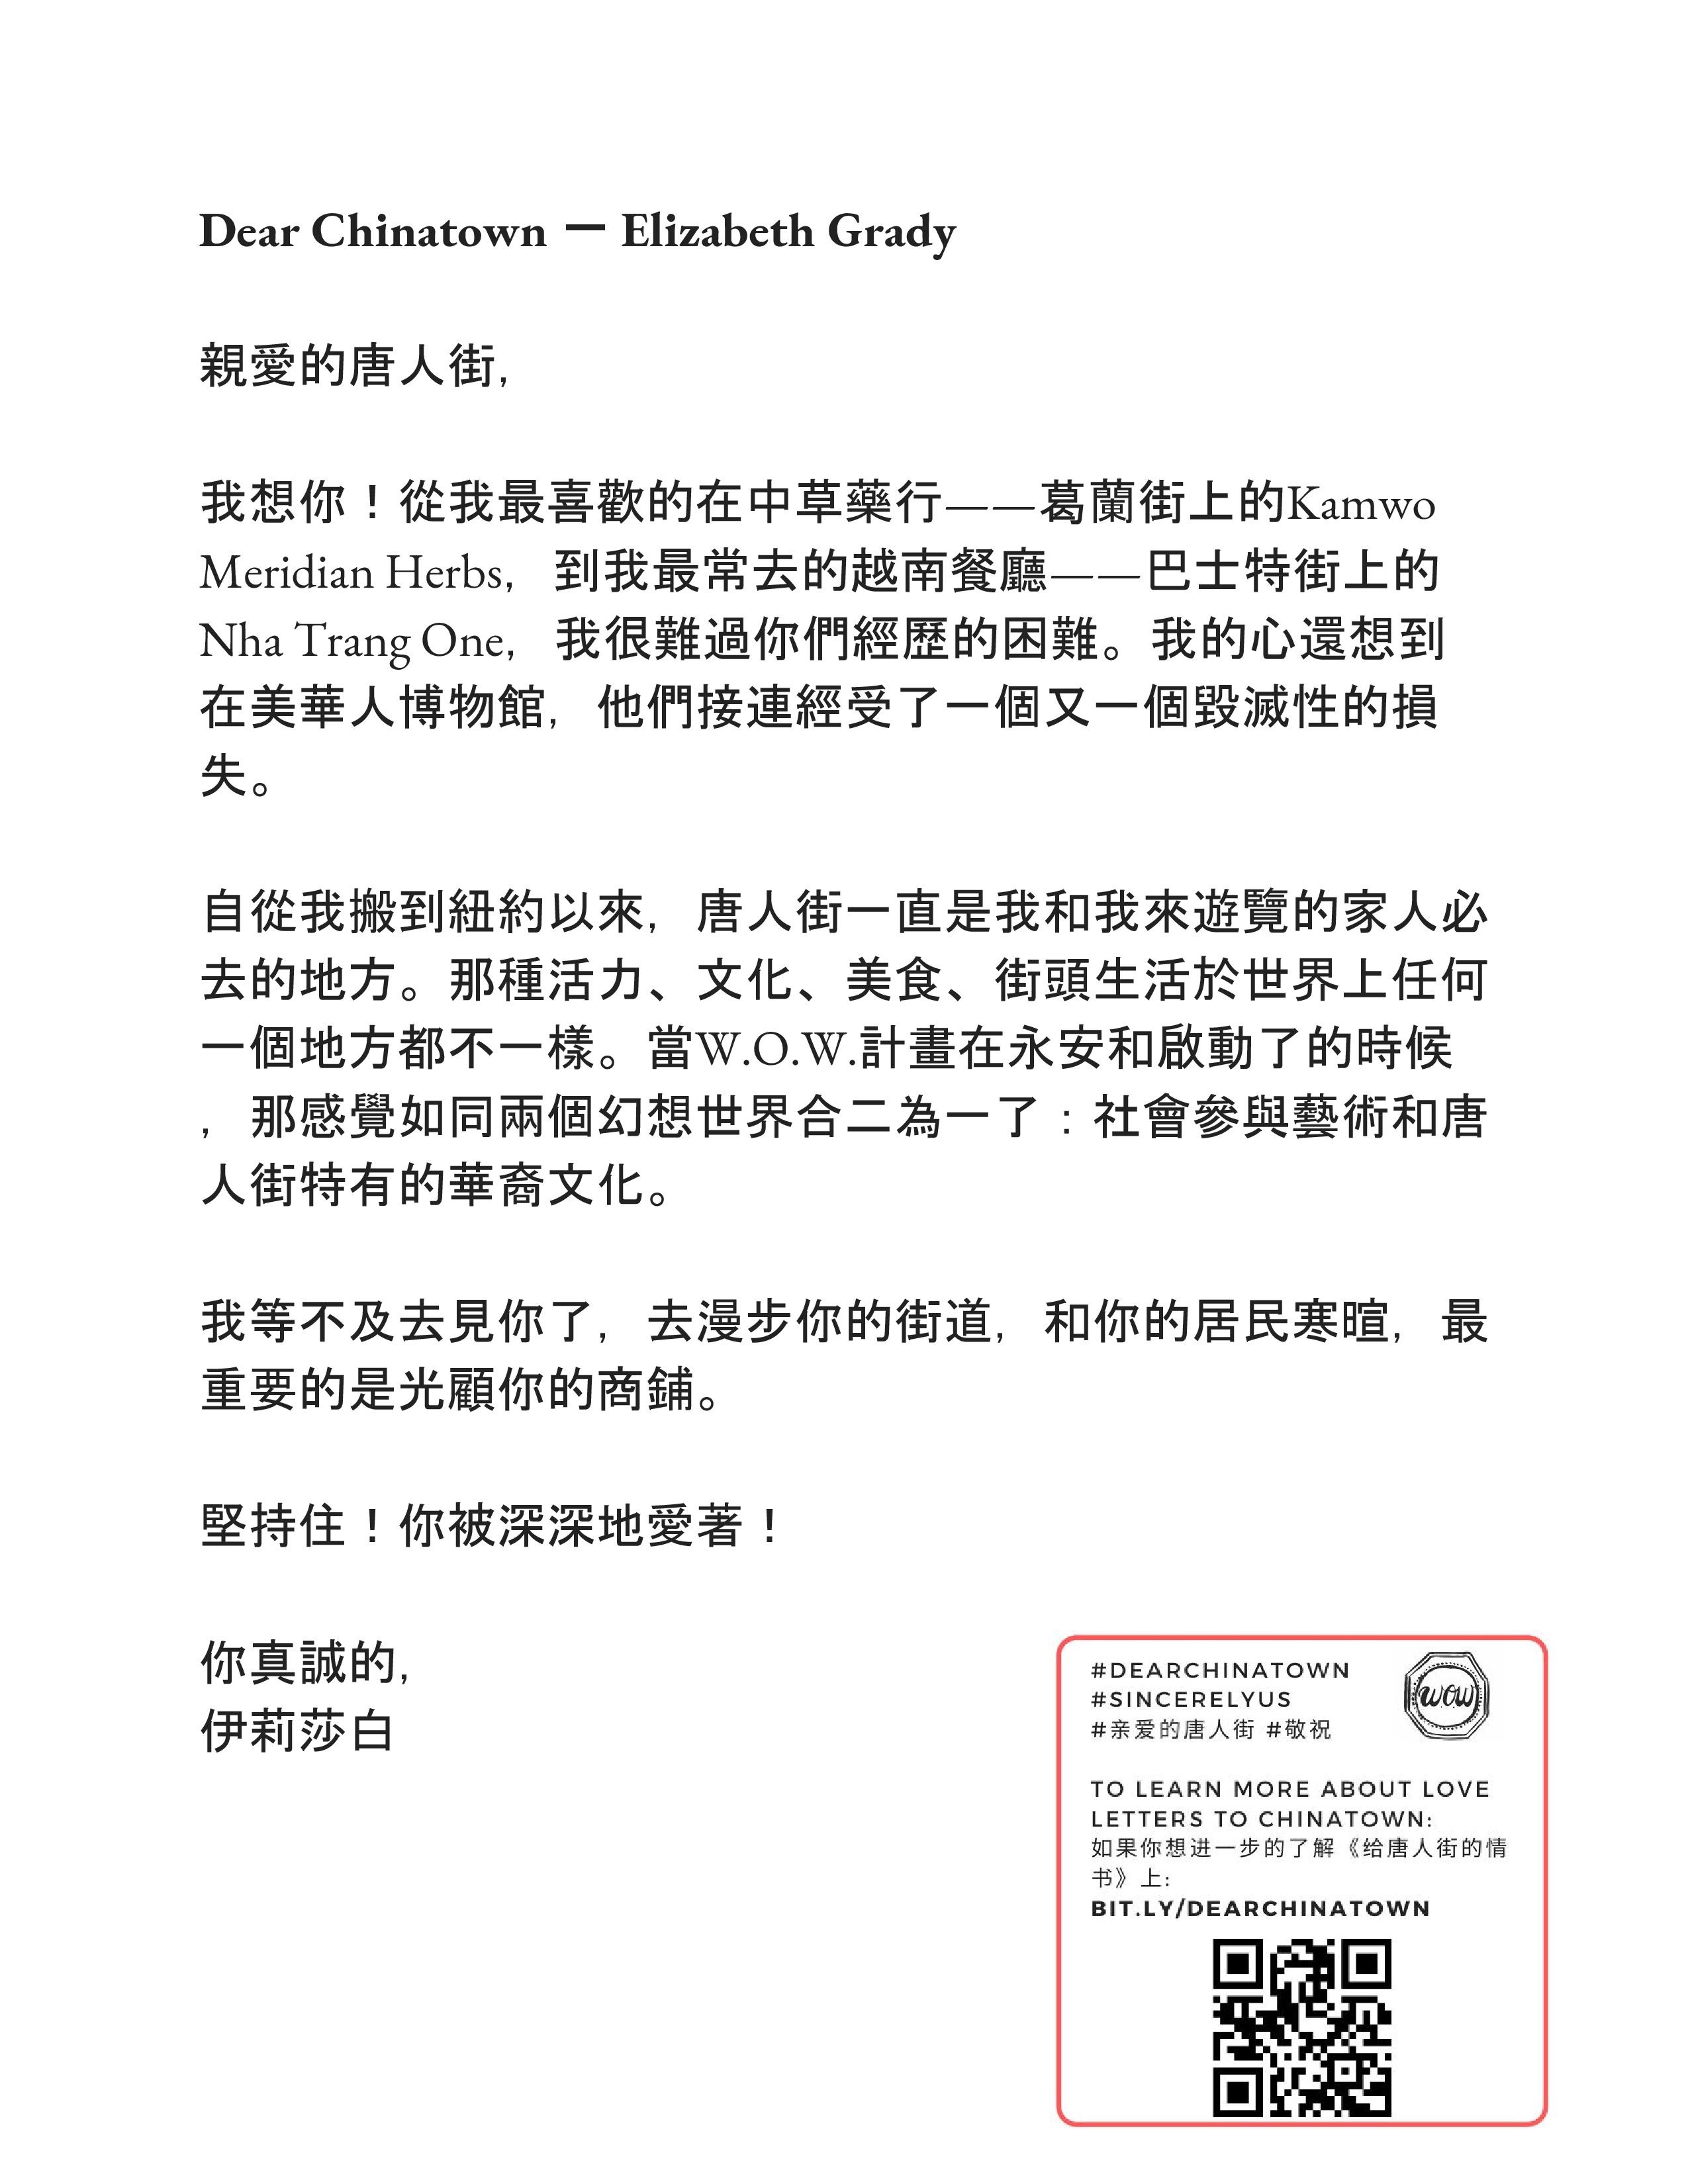 Dear Chinatown — Elizabeth Grady
親愛的唐人街,
我想你！從我最喜歡的在中草藥行——葛蘭街上的Kamwo
Meridian Herbs，到我最常去的越南餐廳——巴士特街上的
Nha Trang One，我很難過你們經歷的困難。我的心還想到
在美華人博物館，他們接連經受了一個又一個毀滅性的損
失。
自從我搬到紐約以來，唐人街一直是我和我來遊覽的家人必
去的地方。那種活力、文化、美食、街頭生活於世界上任何
一個地方都不一樣。當W.O.W.計畫在永安和啟動了的時候
，那感覺如同兩個幻想世界合二為一了：社會參與藝術和唐
人街特有的華裔文化。
我等不及去見你了，去漫步你的街道，和你的居民寒暄，最
重要的是光顧你的商鋪。
堅持住！你被深深地愛著！
你真誠的,
伊莉莎白
#DEARCHINATOWN
#SINCERELYUS
#亲爱的唐人街 #敬祝
wow
TO LEARN MORE ABOUT LOVE
LETTERS TO CHINATOWN:
如果你想进一步的了解《给唐人街的情
书》上:
BIT.LY/DEARCHINATOWN